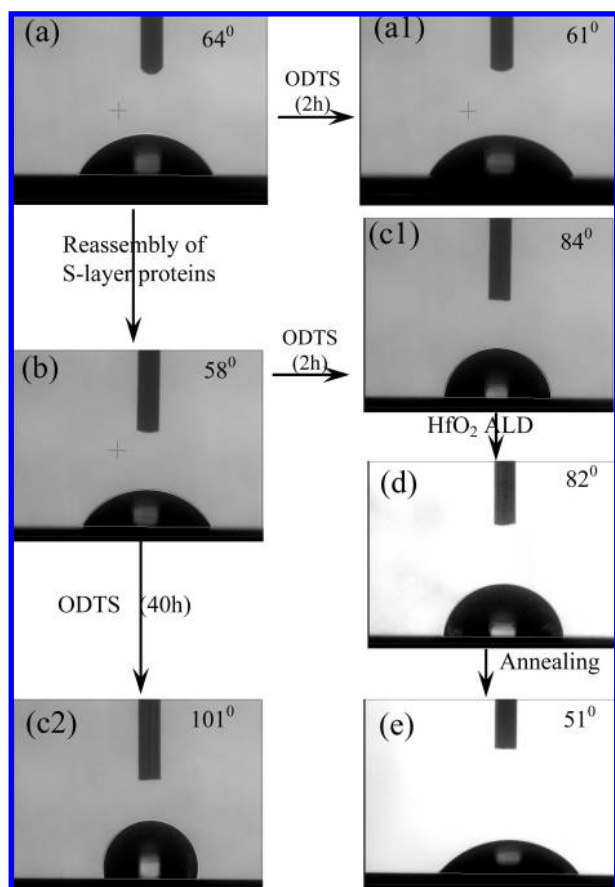 (a)
64⁰
ODTS
(2h)
(a1)
61⁰
Reassembly of
S-layer proteins
(b)
58⁰
ODTS
(2h)
(c1)
84⁰
HfO₂ ALD
(d)
82⁰
ODTS (40h)
Annealing
(c2)
101⁰
(e)
51⁰